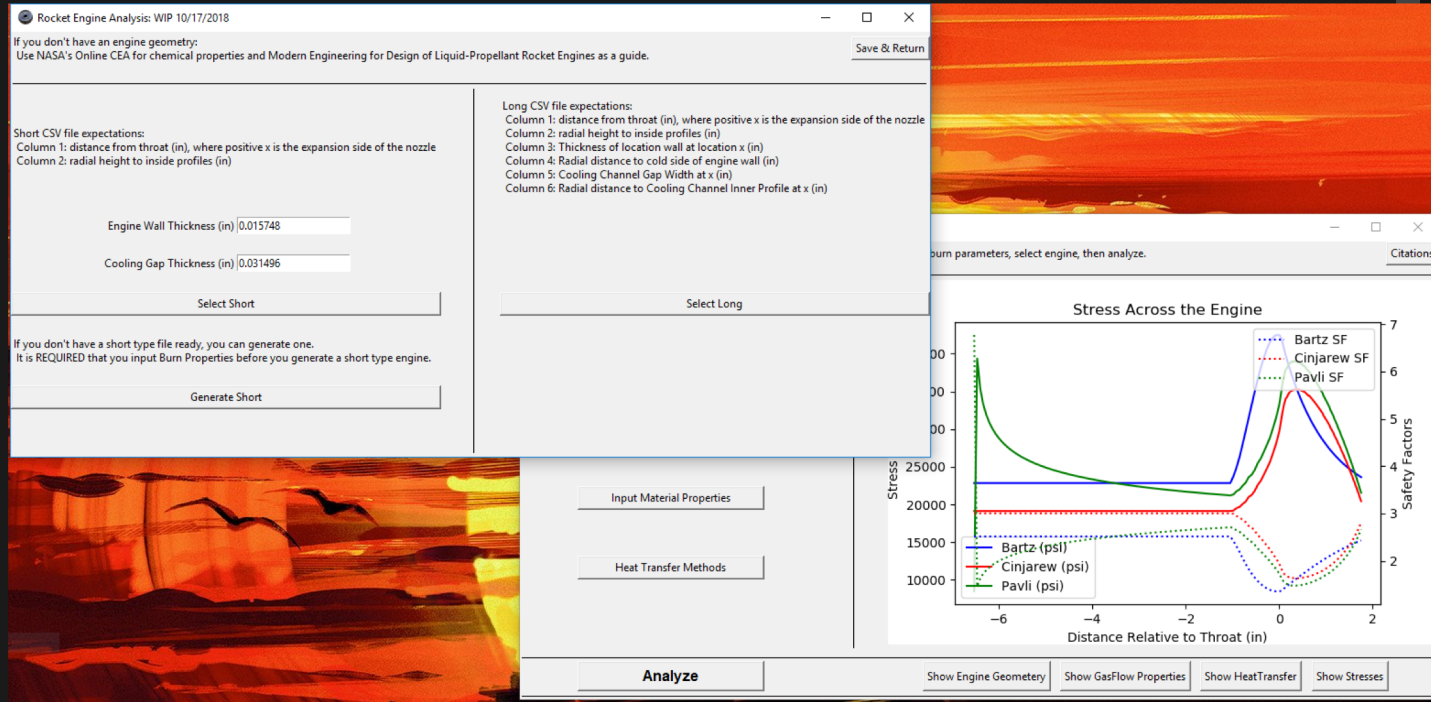 Rocket Engine Analysis: WIP 10/17/2018
If you don't have an engine geometry:
Use NASA's Online CEA for chemical properties and Modern Engineering for Design of Liquid-Propellant Rocket Engines as a guide.
Save & Return
Short CSV file expectations:
Column 1: distance from throat (in), where positive x is the expansion side of the nozzle
Column 2: radial height to inside profiles (in)
Engine Wall Thickness (in) 0.015748
Cooling Gap Thickness (in) 0.031496
Select Short
If you don't have a short type file ready, you can generate one.
It is REQUIRED that you input Burn Properties before you generate a short type engine.
Generate Short
Long CSV file expectations:
Column 1: distance from throat (in), where positive x is the expansion side of the nozzle
Column 2: radial height to inside profiles (in)
Column 3: Thickness of location wall at location x (in)
Column 4: Radial distance to cold side of engine wall (in)
Column 5: Cooling Channel Gap Width at x (in)
Column 6: Radial distance to Cooling Channel Inner Profile at x (in)
Select Long
burn parameters, select engine, then analyze.
Citations
Input Material Properties
Heat Transfer Methods
Analyze
Stress Across the Engine
Bartz SF
Cinjarew SF
Pavli SF
7
6
5
4
3
2
Safety Factors
00
00
00
25000
20000
15000
10000
Stress
Bartz (psi)
Cinjarew (psi)
Pavli (psi)
−6 −4 −2 0 2
Distance Relative to Throat (in)
Show Engine Geometery
Show GasFlow Properties
Show HeatTransfer
Show Stresses